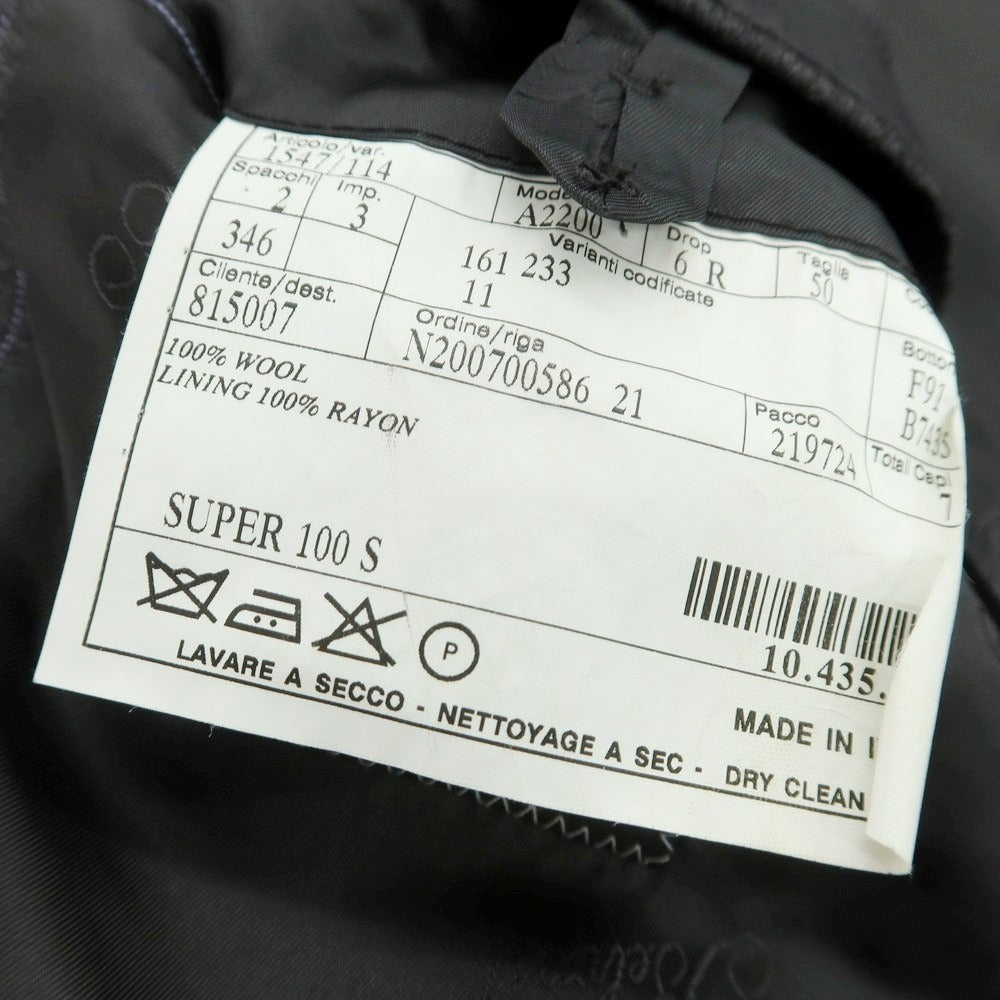 Articolo/var.
1547/114
Spacchi Imp.
2 3
346
Cliente/dest.
815007
A2200
Drop
6 R
Taglia
50
Varianti codificate
161 233
11
Ordine/riga
N200700586 21
F91
B7435
Pacco
219724
Total Capi
7
100% WOOL
LINING 100% RAYON
SUPER 100 S
P
10.435.
MADE IN
LAVARE A SECCO - NETTOYAGE A SEC - DRY CLEAN